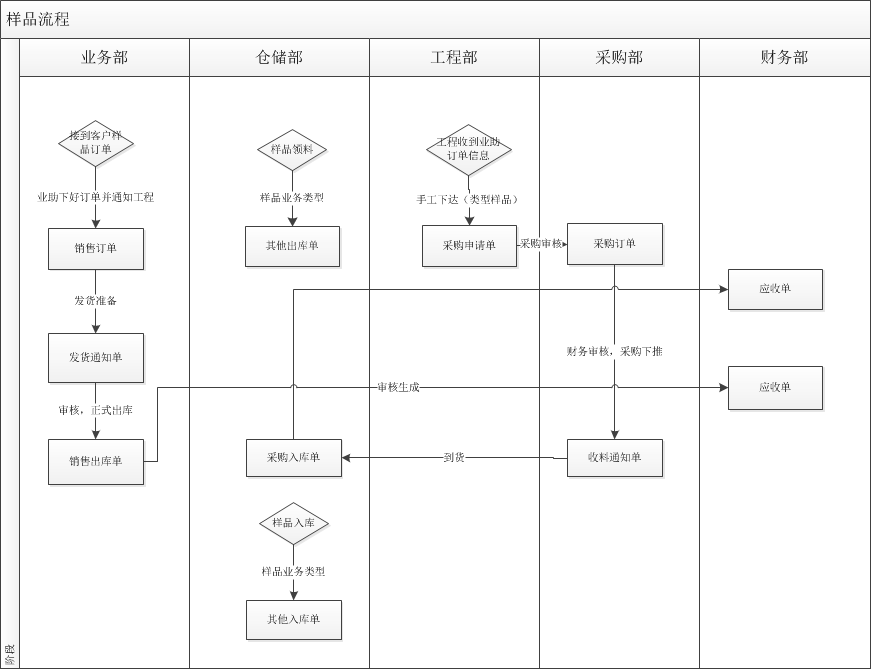 样品流程
业务部
仓储部
工程部
采购部
财务部
接到客户样
品订单
业助下好订单并通知工程
销售订单
发货准备
发货通知单
审核，正式出库
销售出库单
样品领料
样品业务类型
其他出库单
采购入库单
样品入库
样品业务类型
其他入库单
工程收到业助
订单信息
手工下达（类型样品）
采购申请单
采购审核
采购订单
财务审核，采购下推
收料通知单
到货
审核生成
应收单
应收单
阶段